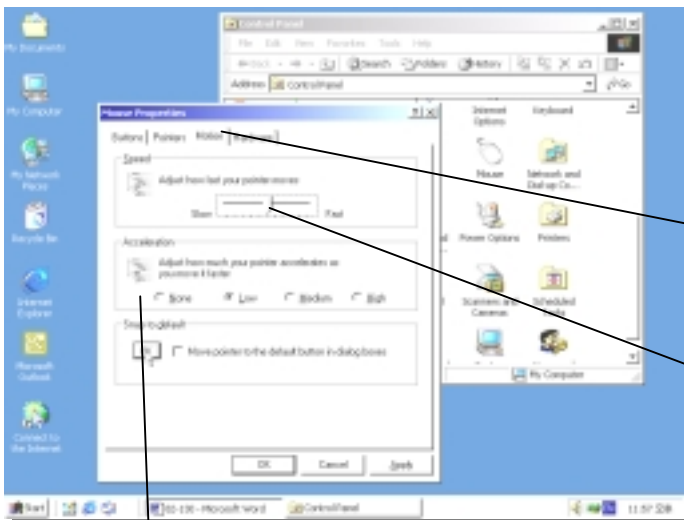 Control Panel
My Documents
File Edit View Favorites Tools Help
Back Search Folders History
Address Control Panel Go
My Computer
Mouse Properties
Buttons Pointers Motion Hardware
Speed
Adjust how fast your pointer moves
Slow Fast
Acceleration
Adjust how much your pointer accelerates as
you move it faster
None Low Medium High
Snap to default
Move pointer to the default button in dialog boxes
OK Cancel Apply
Internet
Options
Keyboard
Mouse
Network and
Dial-up Co...
Power Options
Printers
Scanners and
Cameras
Scheduled
Tasks
My Computer
My Network
Places
Recycle Bin
Internet
Explorer
Microsoft
Outlook
Connect to
the Internet
Start
- Microsoft Word
Control Panel